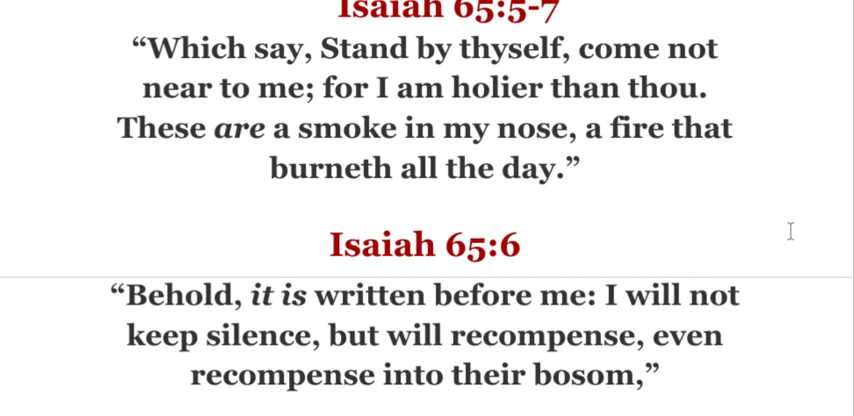 Isaiah 65:5-7
“Which say, Stand by thyself, come not
near to me; for I am holier than thou.
These are a smoke in my nose, a fire that
burneth all the day.”
Isaiah 65:6
“Behold, it is written before me: I will not
keep silence, but will recompense, even
recompense into their bosom,”